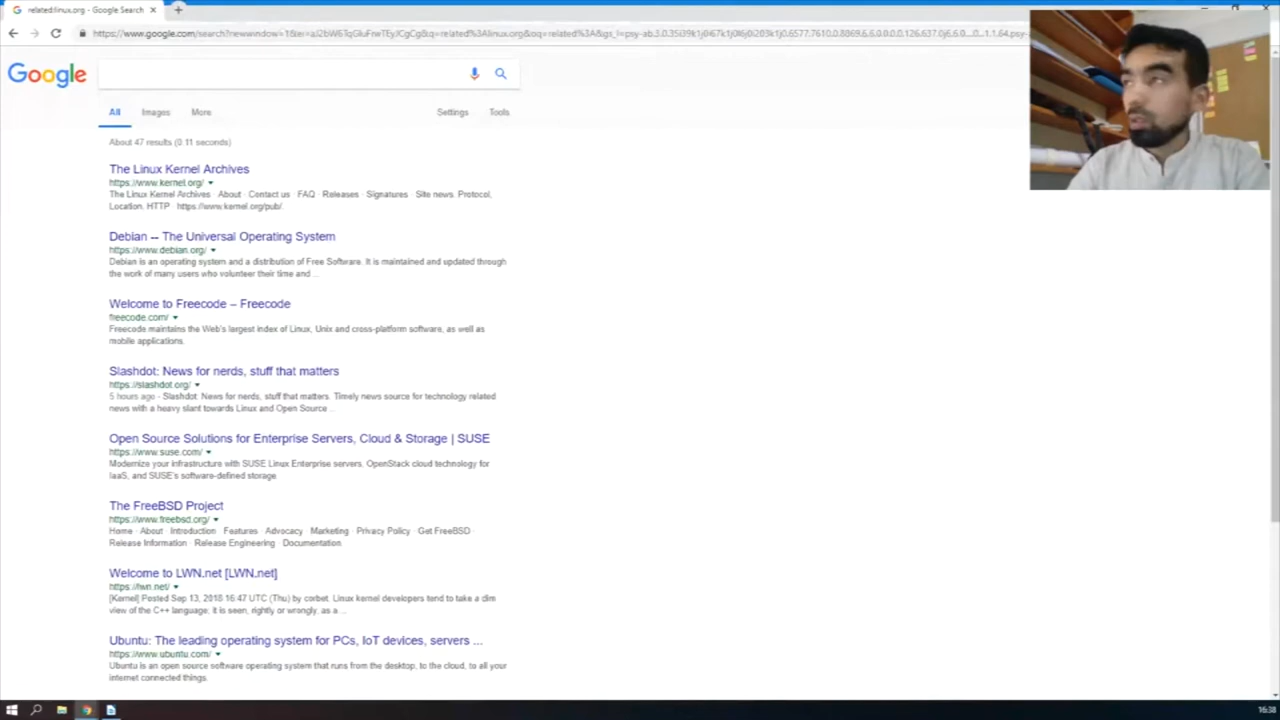 related:linux.org - Google Search
Google
All Images More Settings Tools
About 47 results (0.11 seconds)
The Linux Kernel Archives
https://www.kernel.org/
The Linux Kernel Archives · About · Contact us · FAQ · Releases · Signatures · Site news. Protocol,
Location. HTTP · https://www.kernel.org/pub/.
Debian -- The Universal Operating System
https://www.debian.org/
Debian is an operating system and a distribution of Free Software. It is maintained and updated through
the work of many users who volunteer their time and ...
Welcome to Freecode – Freecode
freecode.com/
Freecode maintains the Web's largest index of Linux, Unix and cross-platform software, as well as
mobile applications.
Slashdot: News for nerds, stuff that matters
https://slashdot.org/
5 hours ago - Slashdot: News for nerds, stuff that matters. Timely news source for technology related
news with a heavy slant towards Linux and Open Source ...
Open Source Solutions for Enterprise Servers, Cloud & Storage | SUSE
https://www.suse.com/
Modernize your infrastructure with SUSE Linux Enterprise servers, OpenStack cloud technology for
IaaS, and SUSE's software-defined storage.
The FreeBSD Project
https://www.freebsd.org/
Home · About · Introduction · Features · Advocacy · Marketing · Privacy Policy · Get FreeBSD ·
Release Information · Release Engineering · Documentation
Welcome to LWN.net [LWN.net]
https://lwn.net/
[Kernel] Posted Sep 13, 2018 16:47 UTC (Thu) by corbet. Linux kernel developers tend to take a dim
view of the C++ language; it is seen, rightly or wrongly, as a ...
Ubuntu: The leading operating system for PCs, IoT devices, servers ...
https://www.ubuntu.com/
Ubuntu is an open source software operating system that runs from the desktop, to the cloud, to all your
internet connected things.
16:38